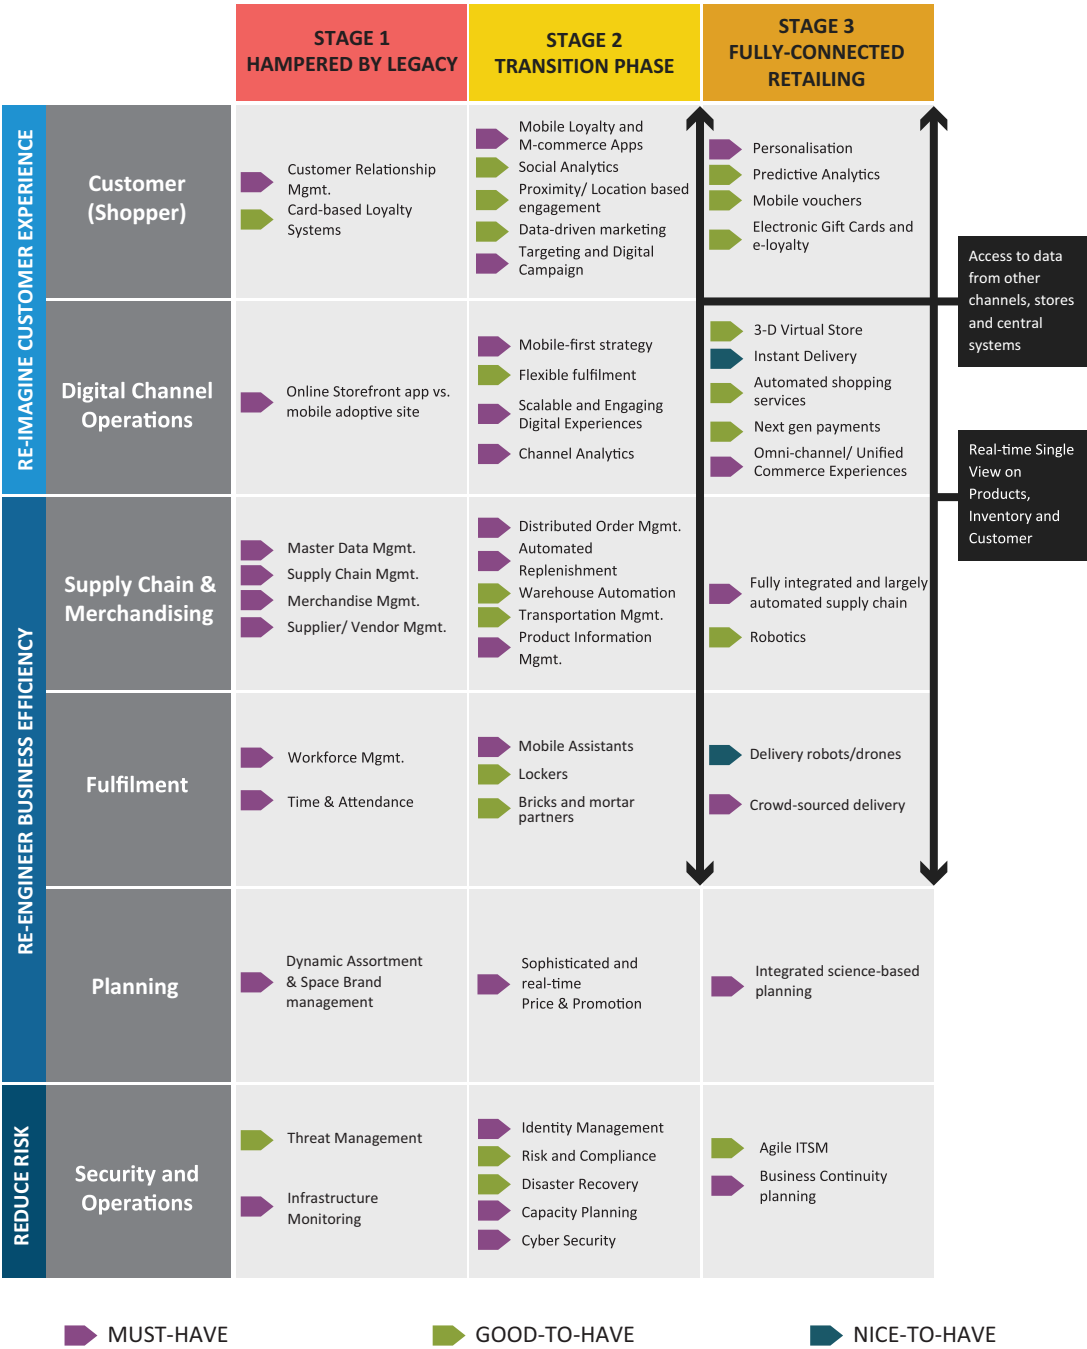 STAGE 1
HAMPERED BY LEGACY
STAGE 2
TRANSITION PHASE
STAGE 3
FULLY-CONNECTED
RETAILING
RE-IMAGINE CUSTOMER EXPERIENCE
Customer
(Shopper)
Customer Relationship
Mgmt.
Card-based Loyalty
Systems
Mobile Loyalty and
M-commerce Apps
Social Analytics
Proximity/ Location based
engagement
Data-driven marketing
Targeting and Digital
Campaign
Personalisation
Predictive Analytics
Mobile vouchers
Electronic Gift Cards and
e-loyalty
Access to data
from other
channels, stores
and central
systems
Digital Channel
Operations
Online Storefront app vs.
mobile adoptive site
Mobile-first strategy
Flexible fulfilment
Scalable and Engaging
Digital Experiences
Channel Analytics
3-D Virtual Store
Instant Delivery
Automated shopping
services
Next gen payments
Omni-channel/ Unified
Commerce Experiences
Real-time Single
View on
Products,
Inventory and
Customer
RE-ENGINEER BUSINESS EFFICIENCY
Supply Chain &
Merchandising
Master Data Mgmt.
Supply Chain Mgmt.
Merchandise Mgmt.
Supplier/ Vendor Mgmt.
Distributed Order Mgmt.
Automated
Replenishment
Warehouse Automation
Transportation Mgmt.
Product Information
Mgmt.
Fully integrated and largely
automated supply chain
Robotics
Fulfilment
Workforce Mgmt.
Time & Attendance
Mobile Assistants
Lockers
Bricks and mortar
partners
Delivery robots/drones
Crowd-sourced delivery
Planning
Dynamic Assortment
& Space Brand
management
Sophisticated and
real-time
Price & Promotion
Integrated science-based
planning
REDUCE RISK
Security and
Operations
Threat Management
Infrastructure
Monitoring
Identity Management
Risk and Compliance
Disaster Recovery
Capacity Planning
Cyber Security
Agile ITSM
Business Continuity
planning
MUST-HAVE
GOOD-TO-HAVE
NICE-TO-HAVE